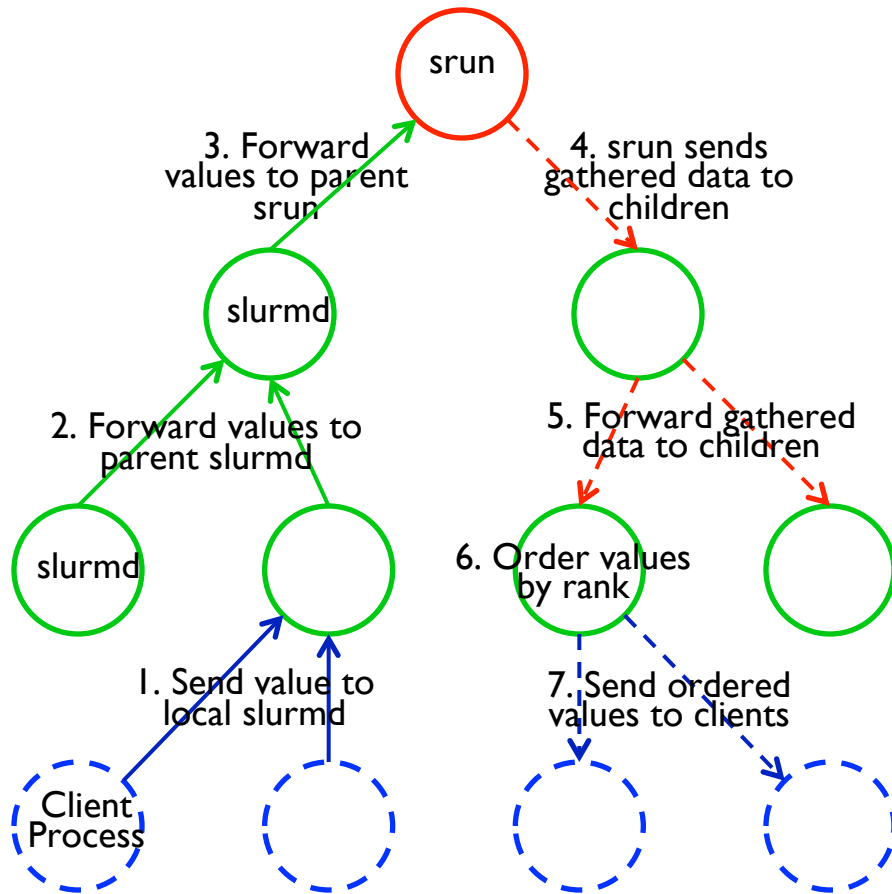 srun
3. Forward
values to parent
srun
4. srun sends
gathered data to
children
slurmd
2. Forward values to
parent slurmd
5. Forward gathered
data to children
slurmd
6. Order values
by rank
1. Send value to
local slurmd
7. Send ordered
values to clients
Client
Process